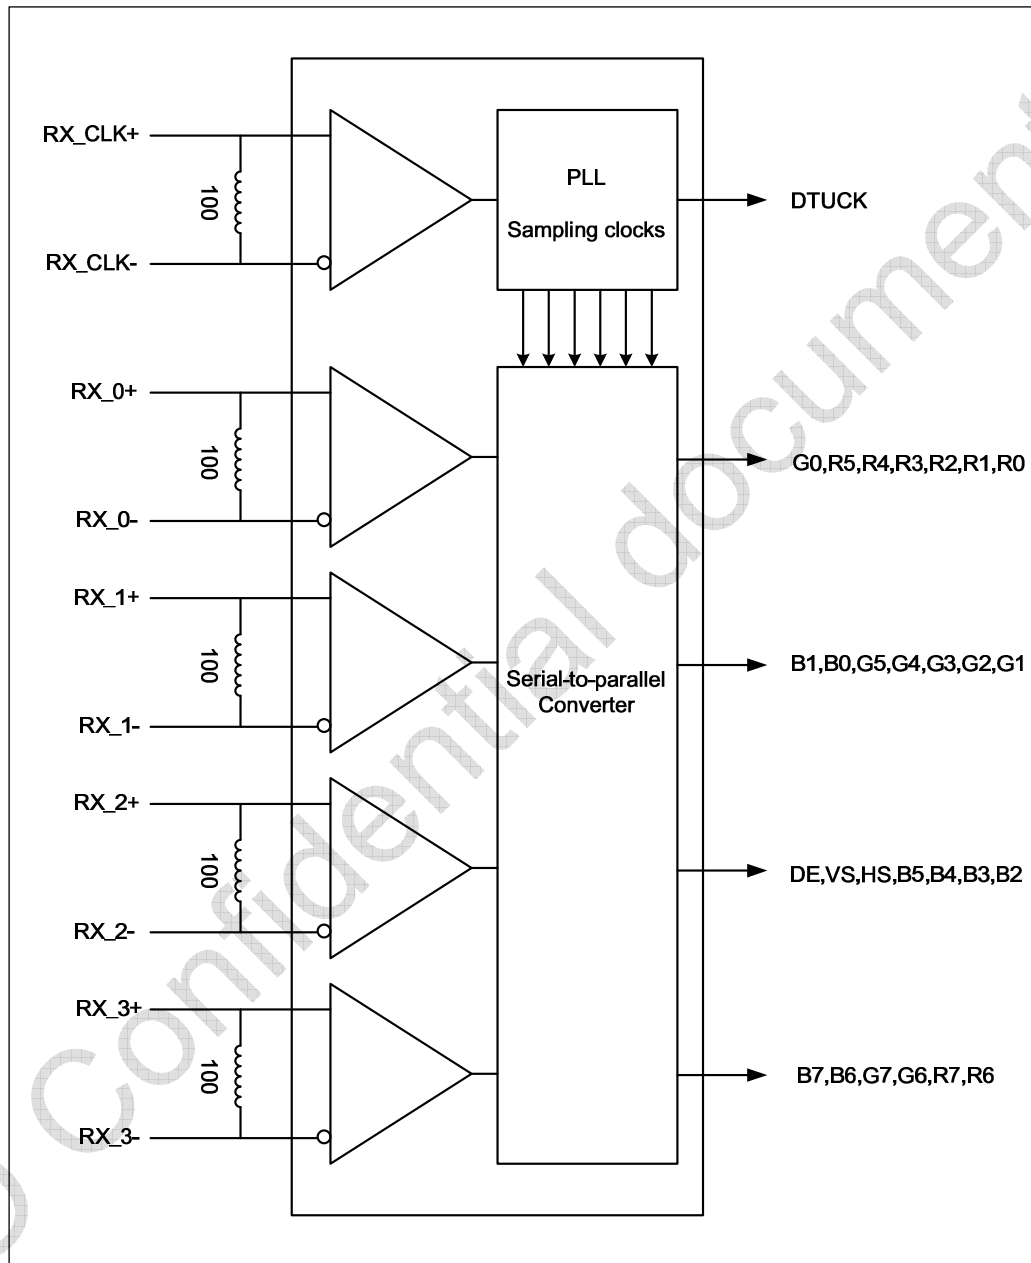 RX_CLK+
100
RX_CLK-
PLL
Sampling clocks
DTUCK
RX_0+
100
RX_0-
G0,R5,R4,R3,R2,R1,R0
RX_1+
100
RX_1-
Serial-to-parallel
Converter
B1,B0,G5,G4,G3,G2,G1
RX_2+
100
RX_2-
DE,VS,HS,B5,B4,B3,B2
RX_3+
100
RX_3-
B7,B6,G7,G6,R7,R6
Confidential document